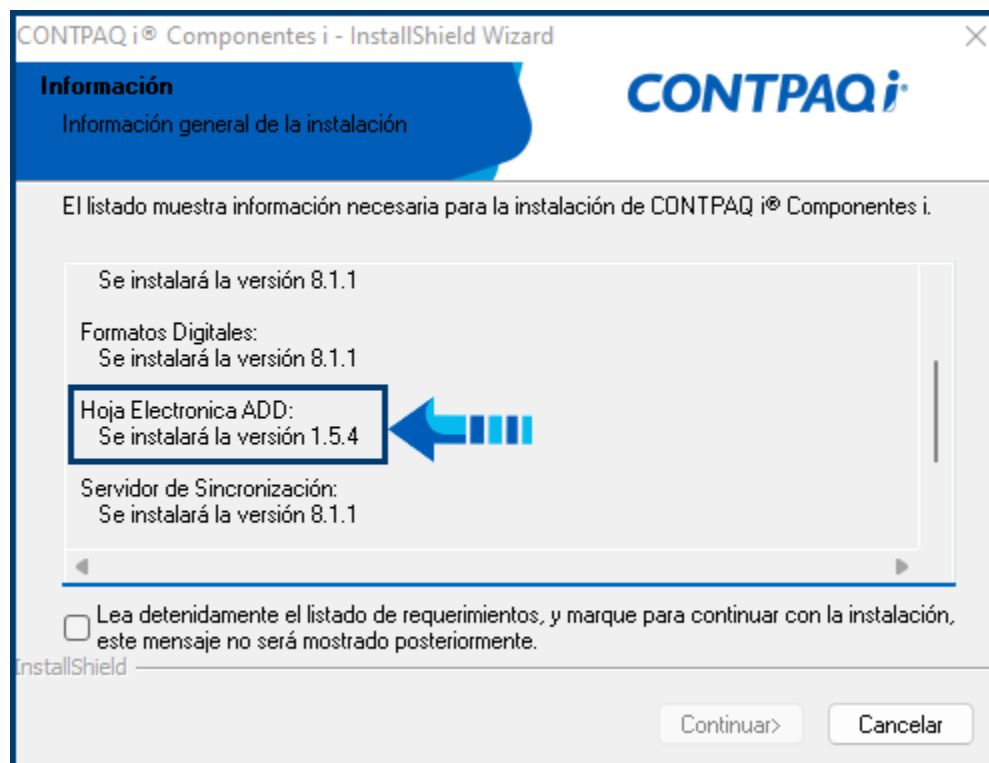 CONTPAQ i® Componentes i - InstallShield Wizard
Información
Información general de la instalación
CONTPAQ i®
El listado muestra información necesaria para la instalación de CONTPAQ i® Componentes i.
Se instalará la versión 8.1.1
Formatos Digitales:
Se instalará la versión 8.1.1
Hoja Electronica ADD:
Se instalará la versión 1.5.4
Servidor de Sincronización:
Se instalará la versión 8.1.1
Lea detenidamente el listado de requerimientos, y marque para continuar con la instalación,
este mensaje no será mostrado posteriormente.
InstallShield
Continuar>
Cancelar